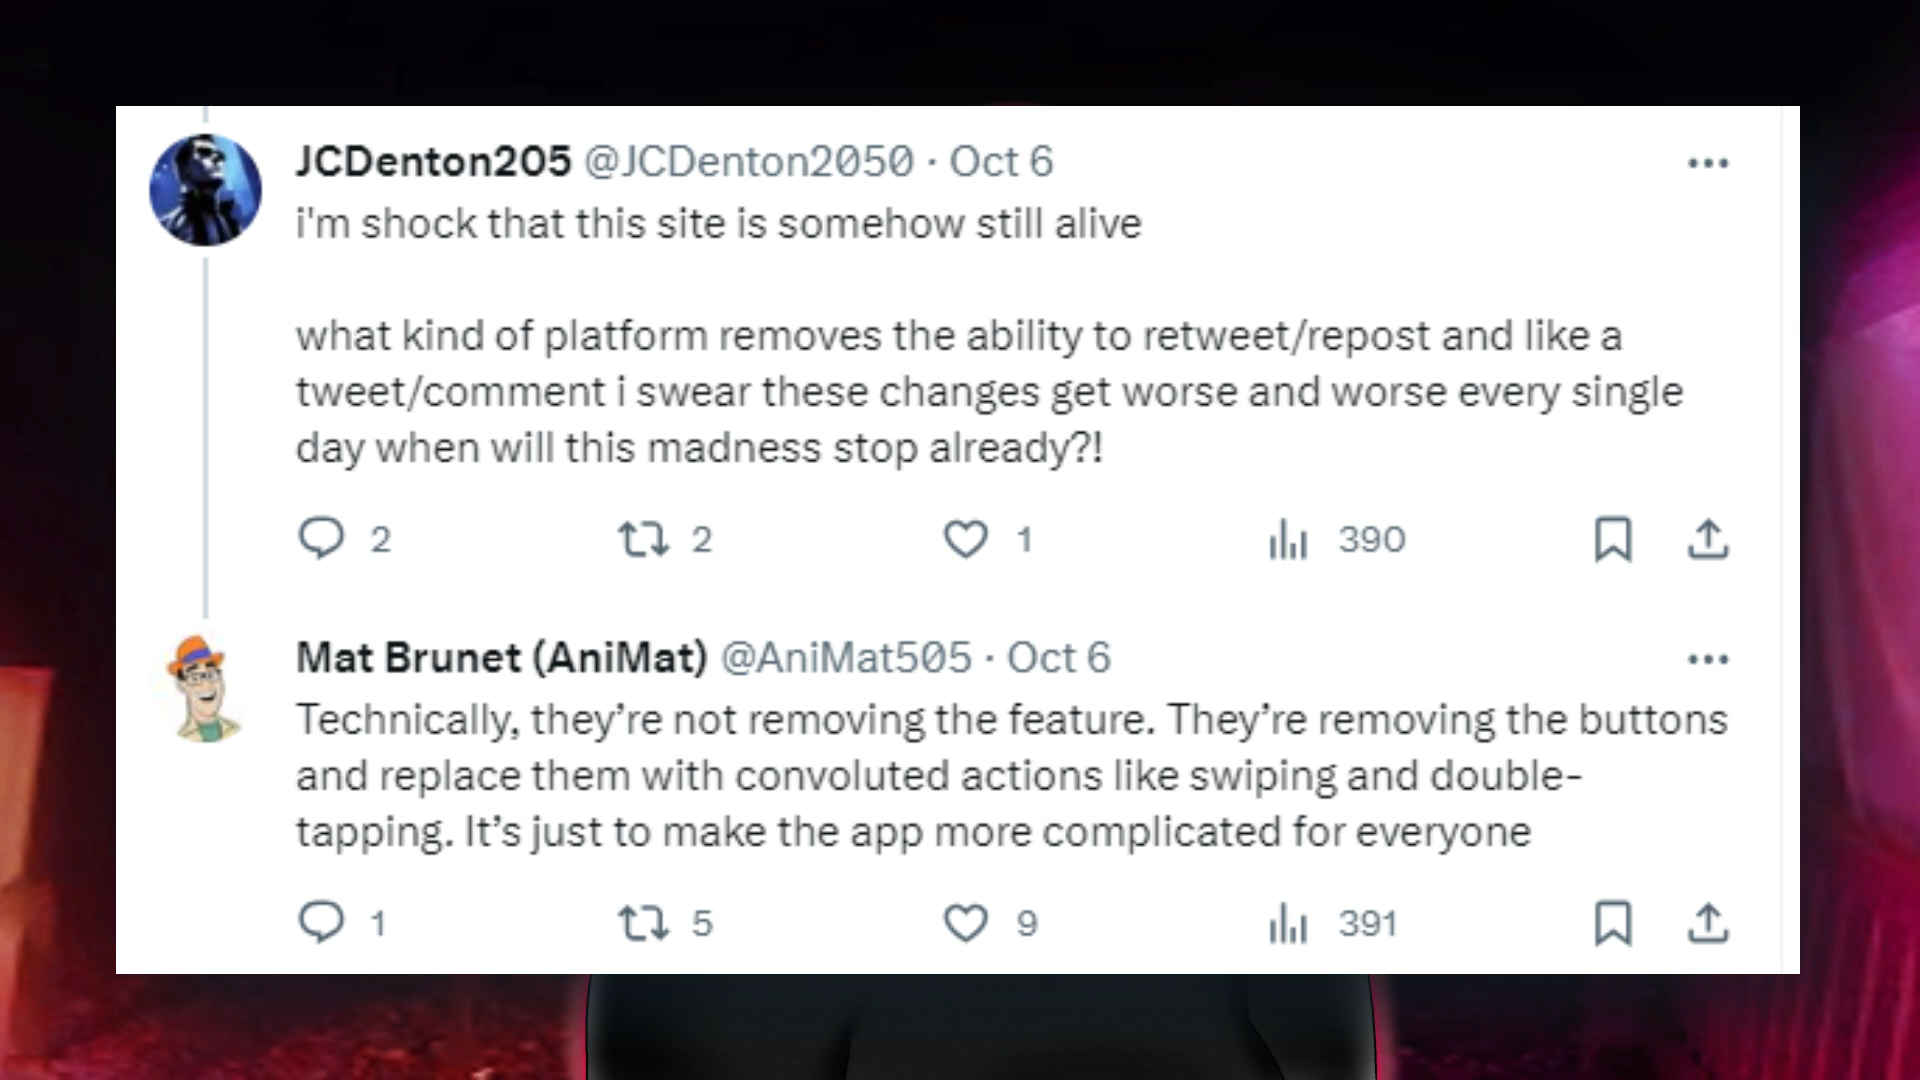 JCDenton205 @JCDenton2050 · Oct 6
i'm shock that this site is somehow still alive
what kind of platform removes the ability to retweet/repost and like a
tweet/comment i swear these changes get worse and worse every single
day when will this madness stop already?!
2 2 1 390
Mat Brunet (AniMat) @AniMat505 · Oct 6
Technically, they’re not removing the feature. They’re removing the buttons
and replace them with convoluted actions like swiping and double-
tapping. It’s just to make the app more complicated for everyone
1 5 9 391